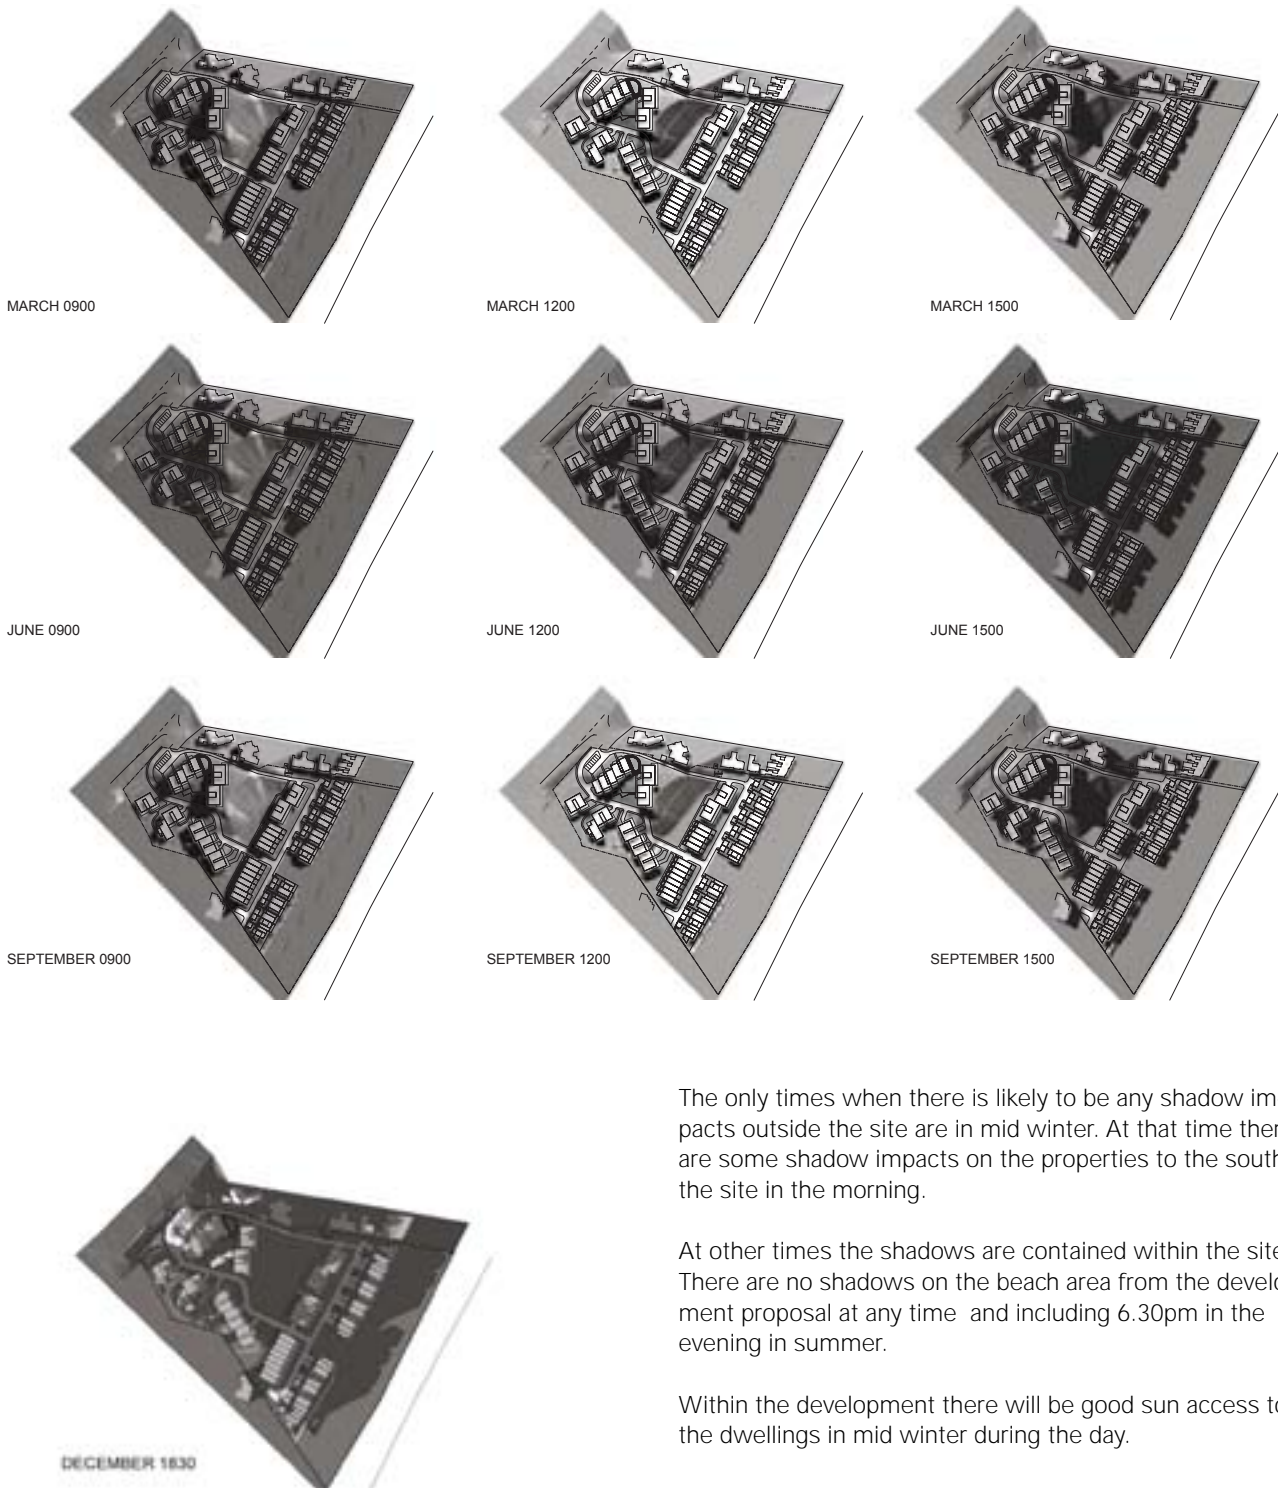 MARCH 0900
MARCH 1200
MARCH 1500
JUNE 0900
JUNE 1200
JUNE 1500
SEPTEMBER 0900
SEPTEMBER 1200
SEPTEMBER 1500
DECEMBER 1830
The only times when there is likely to be any shadow im
pacts outside the site are in mid winter. At that time ther
are some shadow impacts on the properties to the south
the site in the morning.
At other times the shadows are contained within the site
There are no shadows on the beach area from the develo
ment proposal at any time and including 6.30pm in the
evening in summer.
Within the development there will be good sun access to
the dwellings in mid winter during the day.